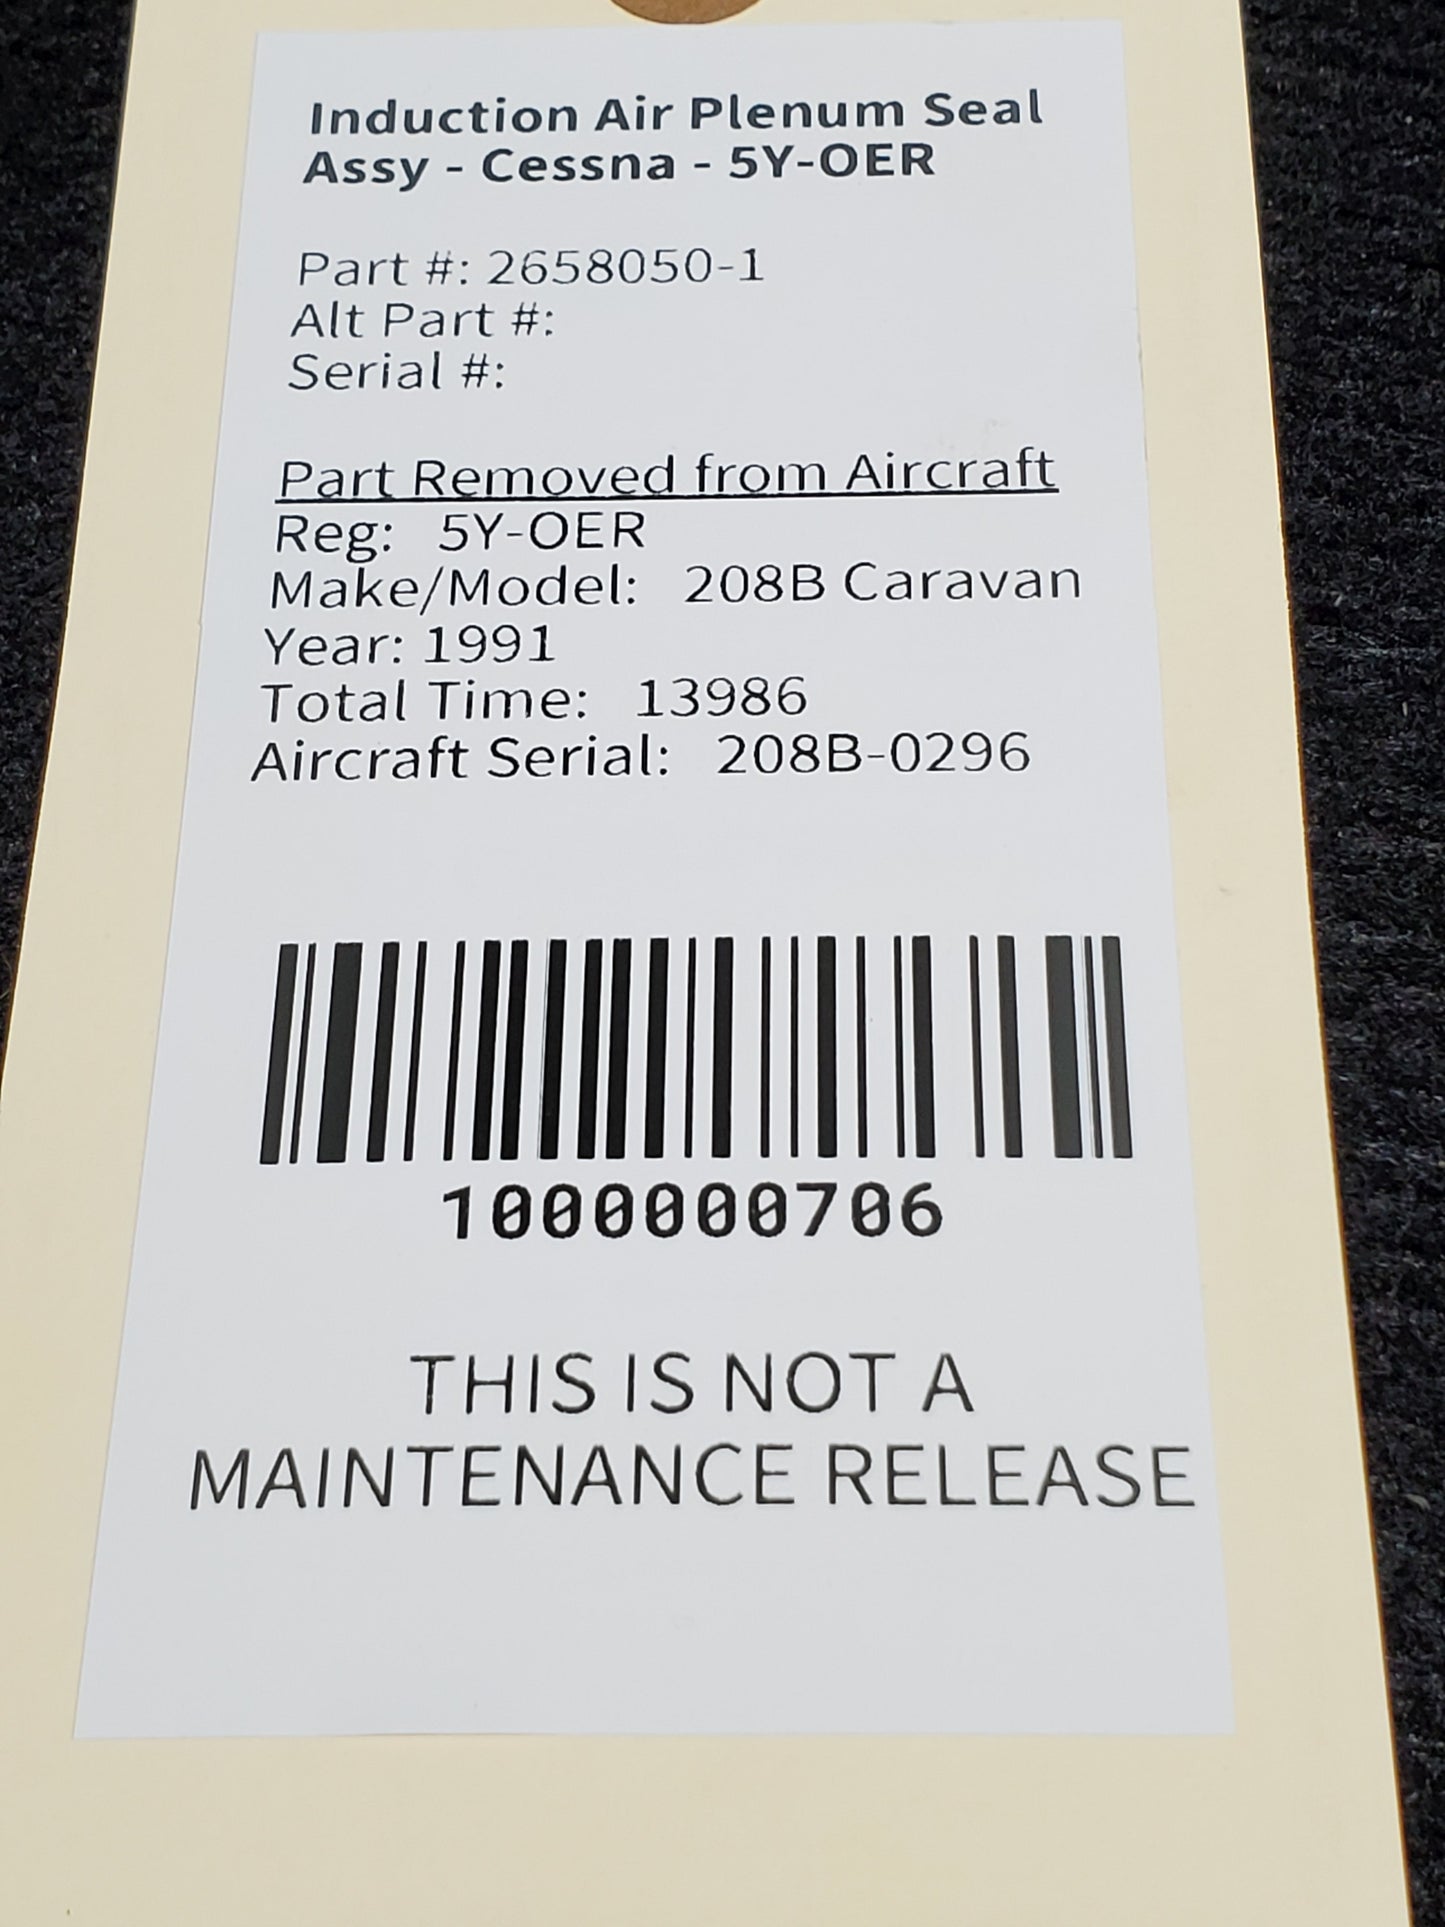 Induction Air Plenum Seal
Assy - Cessna - 5Y-OER
Part #: 2658050-1
Alt Part #:
Serial #:
Part Removed from Aircraft
Reg: 5Y-OER
Make/Model: 208B Caravan
Year: 1991
Total Time: 13986
Aircraft Serial: 208B-0296
1000000706
THIS IS NOT A
MAINTENANCE RELEASE